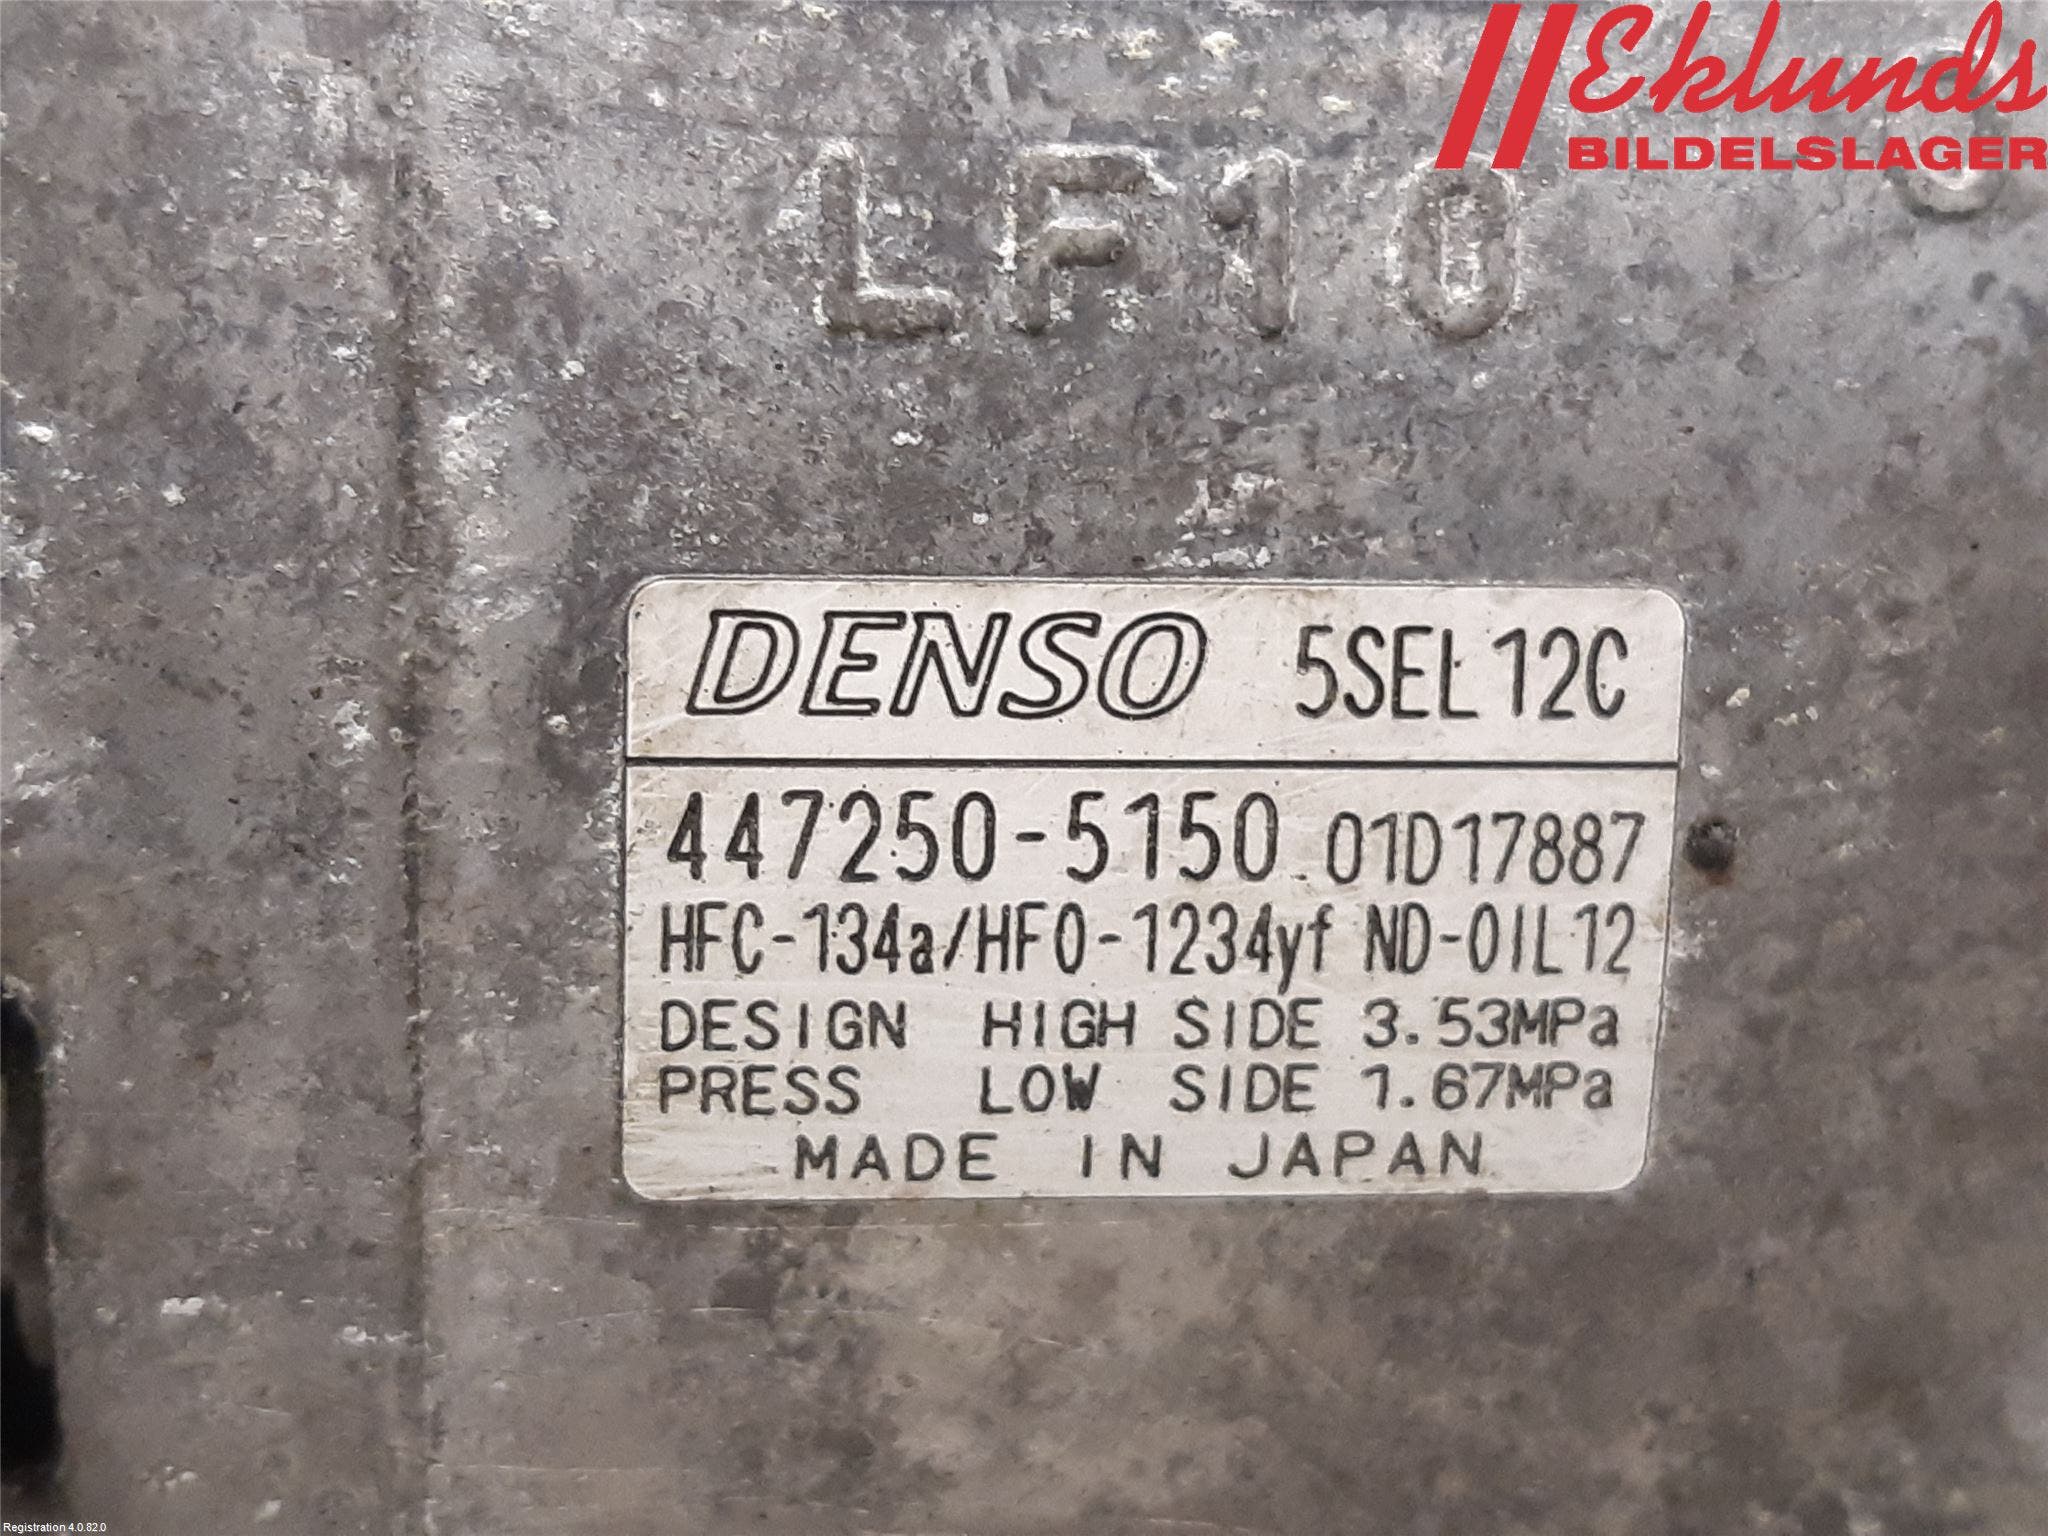 Eklunds
BILDELSLAGER
LF10
DENSO 5SEL12C
447250-5150 01D17887
HFC-134a/HFO-1234yf ND-OIL12
DESIGN HIGH SIDE 3.53MPa
PRESS LOW SIDE 1.67MPa
MADE IN JAPAN
Registration 4.0.82.0